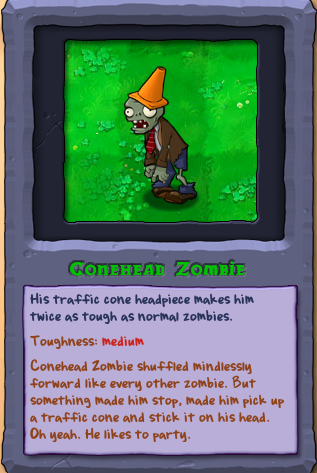 Conehead Zombie
His traffic cone headpiece makes him
twice as tough as normal zombies.
Toughness: medium
Conehead Zombie shuffled mindlessly
forward like every other zombie. But
something made him stop, made him pick up
a traffic cone and stick it on his head.
Oh yeah. He likes to party.